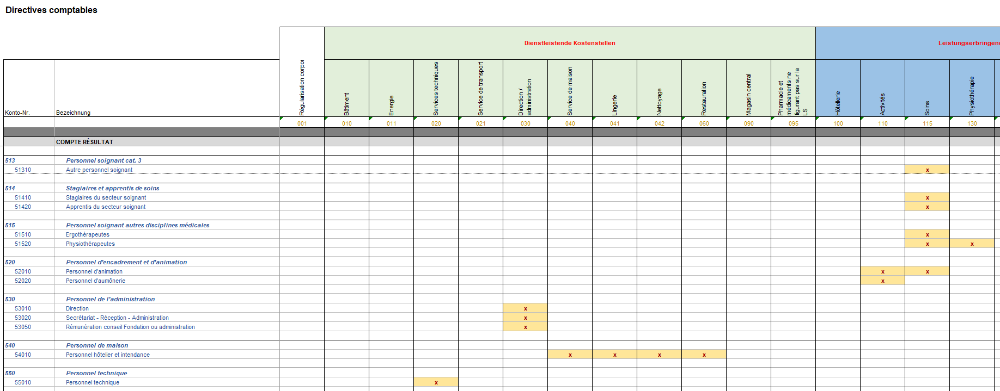 Directives comptables
Dienstleistende Kostenstellen
Konto-Nr.
Bezeichnung
Régularisation corpor
Bâtiment
Energie
Services techniques
Service de transport
Direction /
administration
Service de maison
Lingerie
Nettoyage
Restauration
Magasin central
Pharmacie et
médicaments ne
figurant pas sur la
LS
Hôtellerie
Activités
Soins
Physiothérapie
001 010 011 020 021 030 040 041 042 060 090 095 100 110 115 130
COMPTE RÉSULTAT
513 Personnel soignant cat. 3
51310 Autre personnel soignant x
514 Stagiaires et apprentis de soins
51410 Stagiaires du secteur soignant x
51420 Apprentis du secteur soignant x
515 Personnel soignant autres disciplines médicales
51510 Ergothérapeutes x
51520 Physiothérapeutes x x
520 Personnel d'encadrement et d'animation
52010 Personnel d'animation x x
52020 Personnel d'aumônerie x
530 Personnel de l'administration
53010 Direction x
53020 Secrétariat - Réception - Administration x
53050 Rémunération conseil Fondation ou administration x
540 Personnel de maison
54010 Personnel hôtelier et intendance x x x x
550 Personnel technique
55010 Personnel technique x